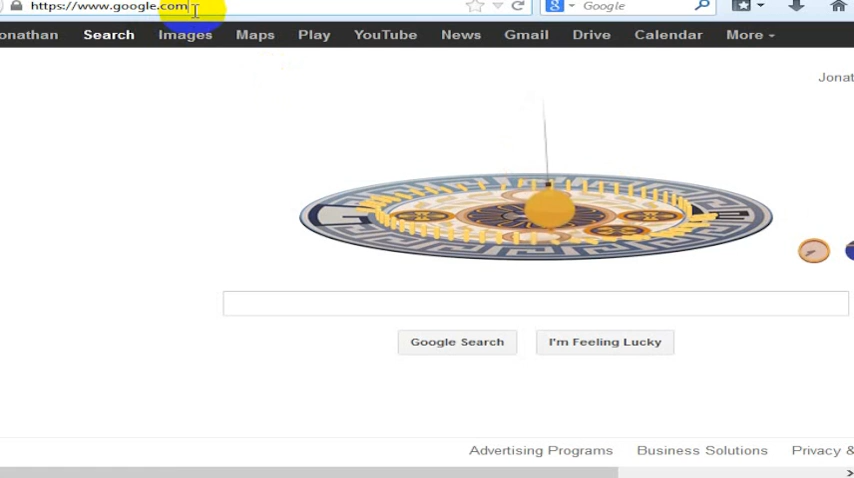 https://www.google.com
Google
onathan Search Images Maps Play YouTube News Gmail Drive Calendar More
Jonat
Google Search I'm Feeling Lucky
Advertising Programs Business Solutions Privacy &